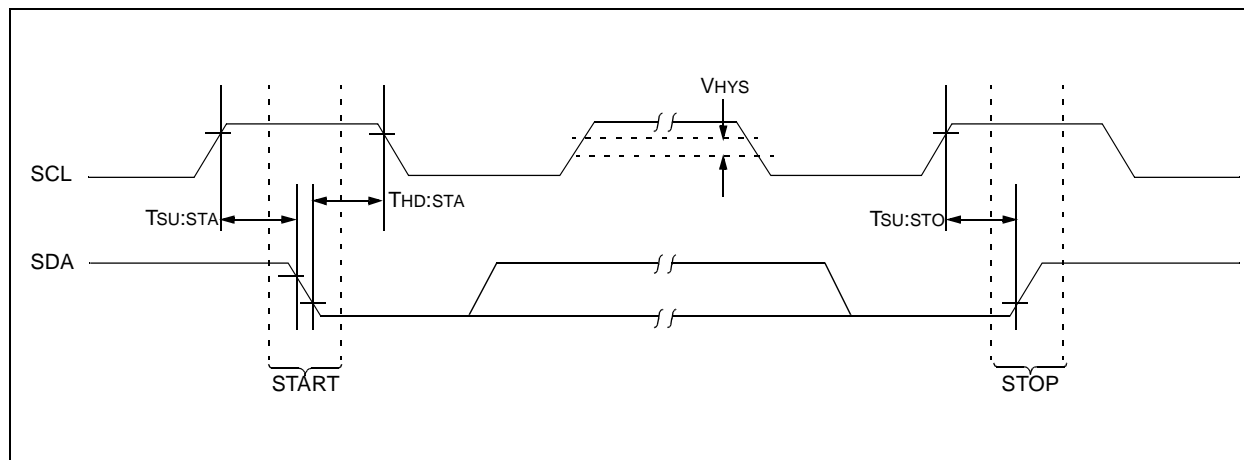 VHYS
SCL
TSU:STA
THD:STA
TSU:STO
SDA
START
STOP